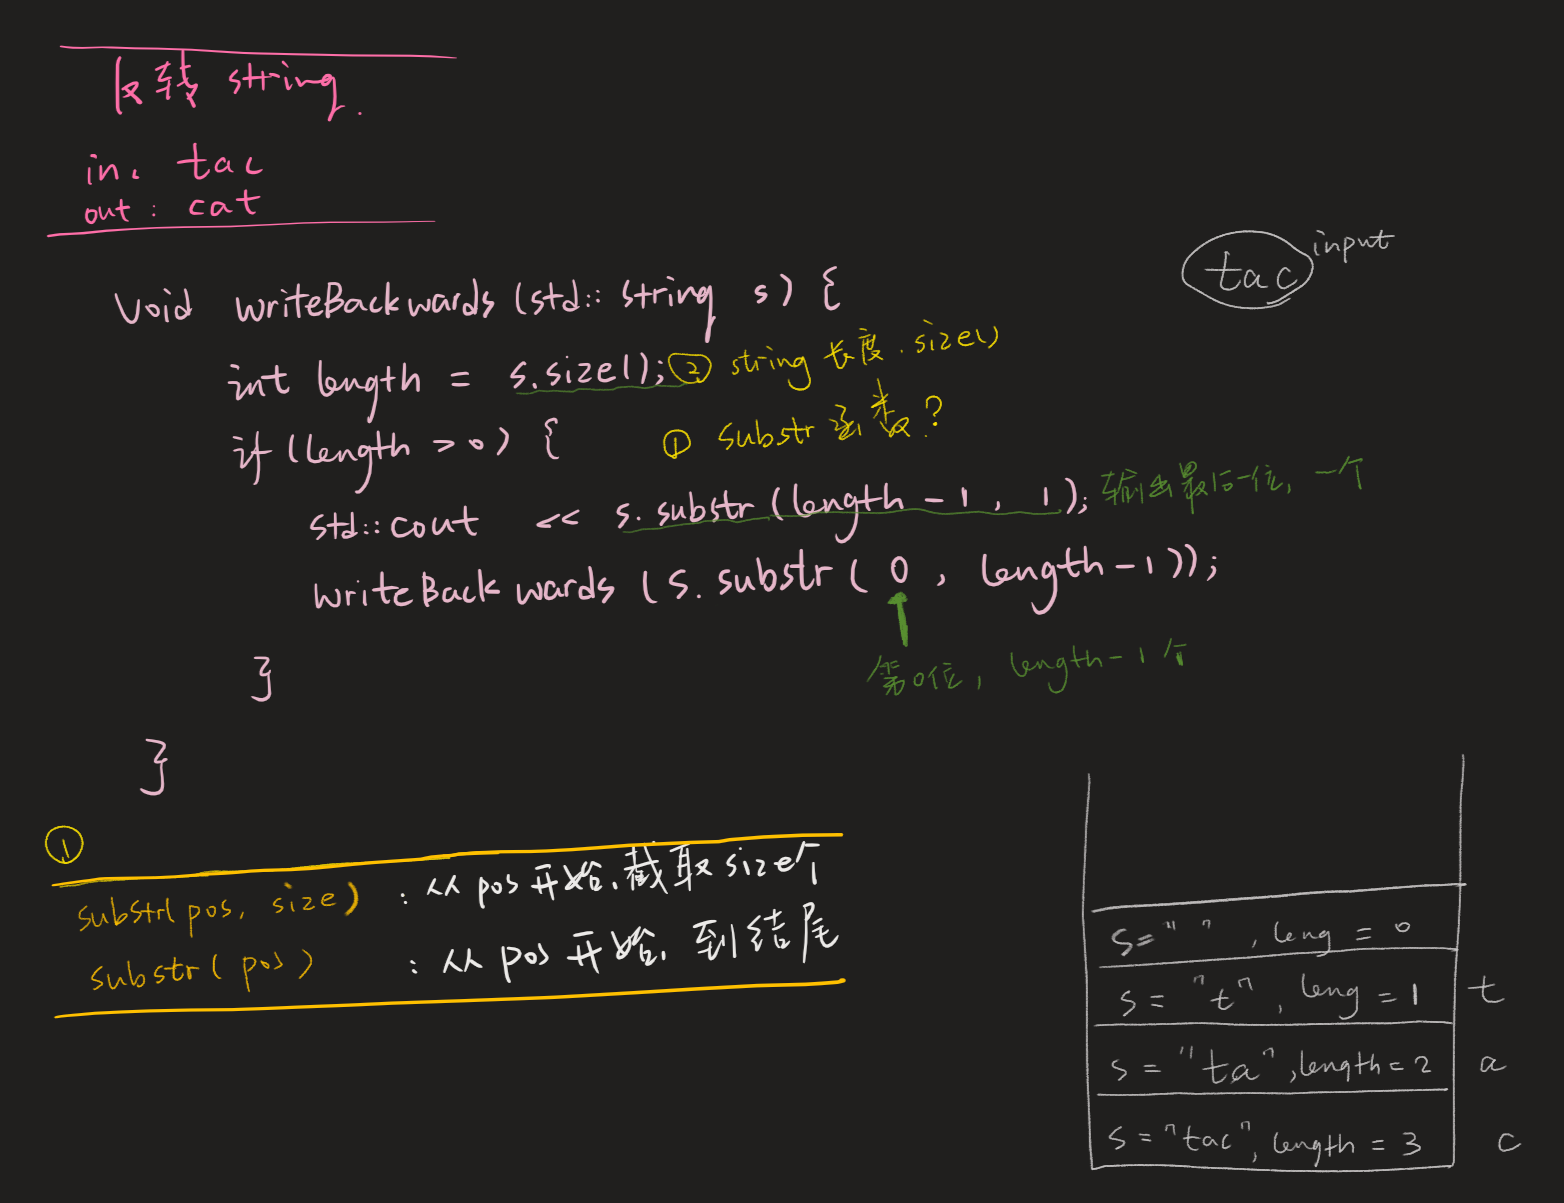 反转 string.
in: tac
out: cat
tac input
void writeBackwards (std::string s) {
int length = s.size(); ② string 长度 .size()
if (length > 0) { ① substr 函数?
std::cout << s.substr(length - 1, 1); 输出最后一位, 一个
writeBackwards (s.substr(0, length-1));
第0位, length-1个
}
}
①
substr(pos, size) : 从 pos 开始, 截取 size个
substr(pos) : 从 pos 开始, 到结尾
s=" ", leng = 0
s = "t", leng = 1 t
s = "ta", length = 2 a
s = "tac", length = 3 c